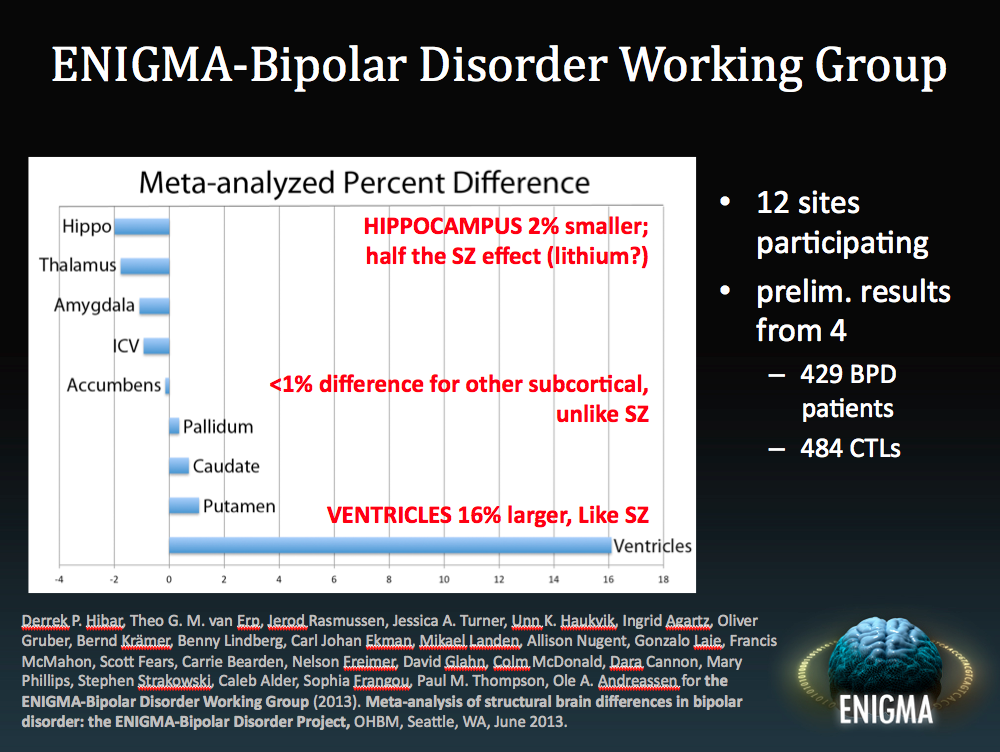 ENIGMA-Bipolar Disorder Working Group
Meta-analyzed Percent Difference
Hippo
Thalamus
Amygdala
ICV
Accumbens
Pallidum
Caudate
Putamen
Ventricles
HIPPOCAMPUS 2% smaller;
half the SZ effect (lithium?)
<1% difference for other subcortical,
unlike SZ
VENTRICLES 16% larger, Like SZ
-4 -2 0 2 4 6 8 10 12 14 16 18
• 12 sites
participating
• prelim. results
from 4
– 429 BPD
patients
– 484 CTLs
Derrek P. Hibar, Theo G. M. van Erp, Jerod Rasmussen, Jessica A. Turner, Unn K. Haukvik, Ingrid Agartz, Oliver
Gruber, Bernd Krämer, Benny Lindberg, Carl Johan Ekman, Mikael Landen, Allison Nugent, Gonzalo Laje, Francis
McMahon, Scott Fears, Carrie Bearden, Nelson Freimer, David Glahn, Colm McDonald, Dara Cannon, Mary
Phillips, Stephen Strakowski, Caleb Alder, Sophia Frangou, Paul M. Thompson, Ole A. Andreassen for the
ENIGMA-Bipolar Disorder Working Group (2013). Meta-analysis of structural brain differences in bipolar
disorder: the ENIGMA-Bipolar Disorder Project, OHBM, Seattle, WA, June 2013.
ENIGMA